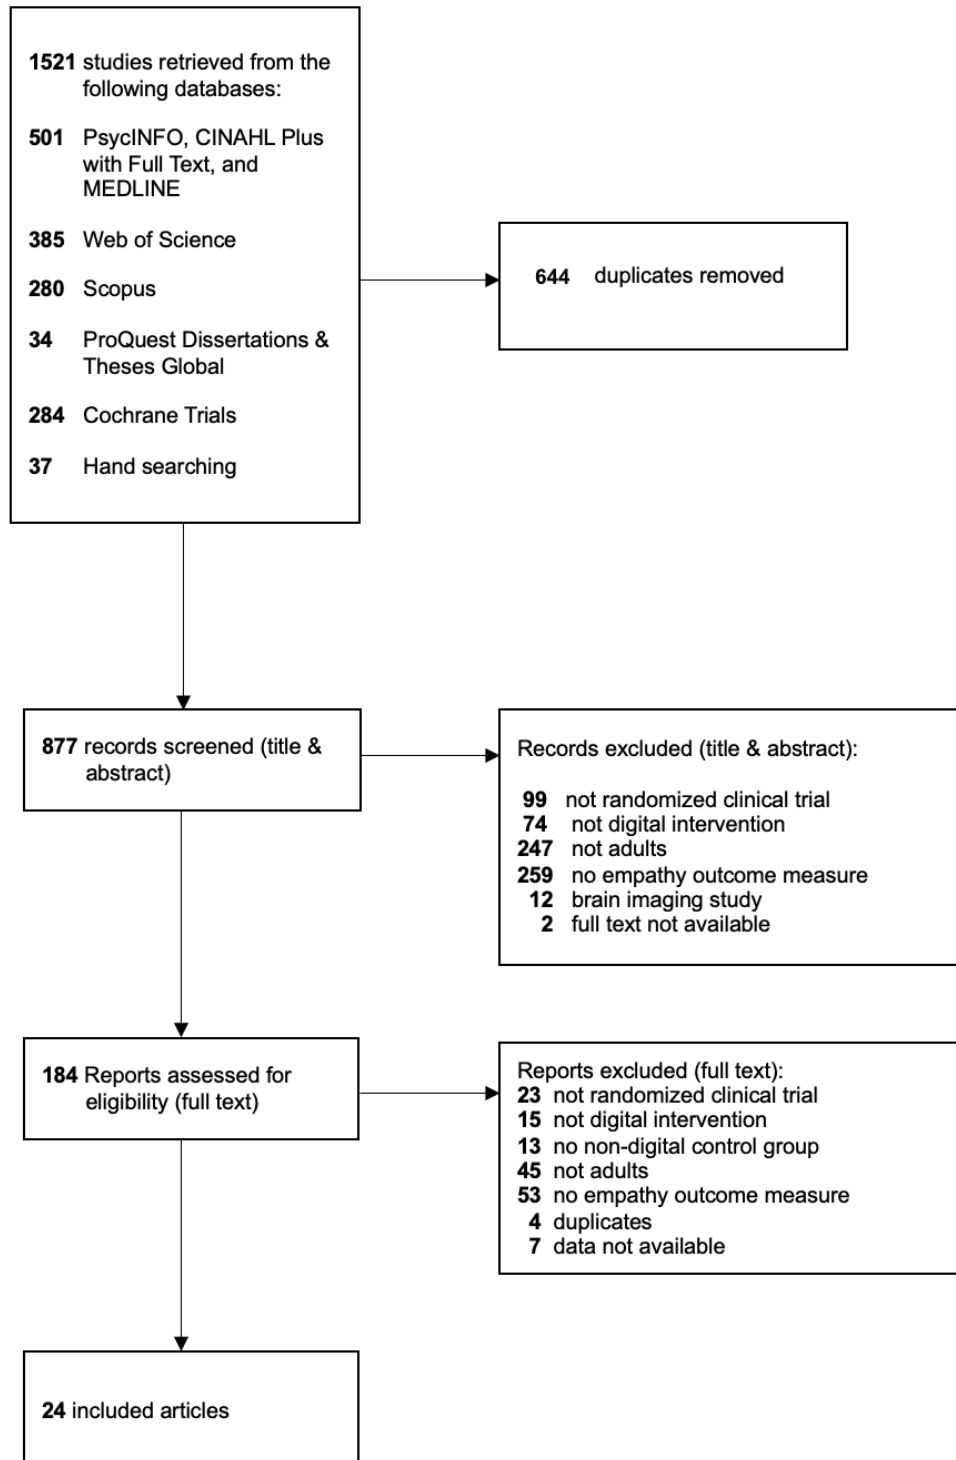 1521 studies retrieved from the
following databases:
501 PsycINFO, CINAHL Plus
with Full Text, and
MEDLINE
385 Web of Science
280 Scopus
34 ProQuest Dissertations &
Theses Global
284 Cochrane Trials
37 Hand searching
644 duplicates removed
877 records screened (title &
abstract)
Records excluded (title & abstract):
99 not randomized clinical trial
74 not digital intervention
247 not adults
259 no empathy outcome measure
12 brain imaging study
2 full text not available
184 Reports assessed for
eligibility (full text)
Reports excluded (full text):
23 not randomized clinical trial
15 not digital intervention
13 no non-digital control group
45 not adults
53 no empathy outcome measure
4 duplicates
7 data not available
24 included articles